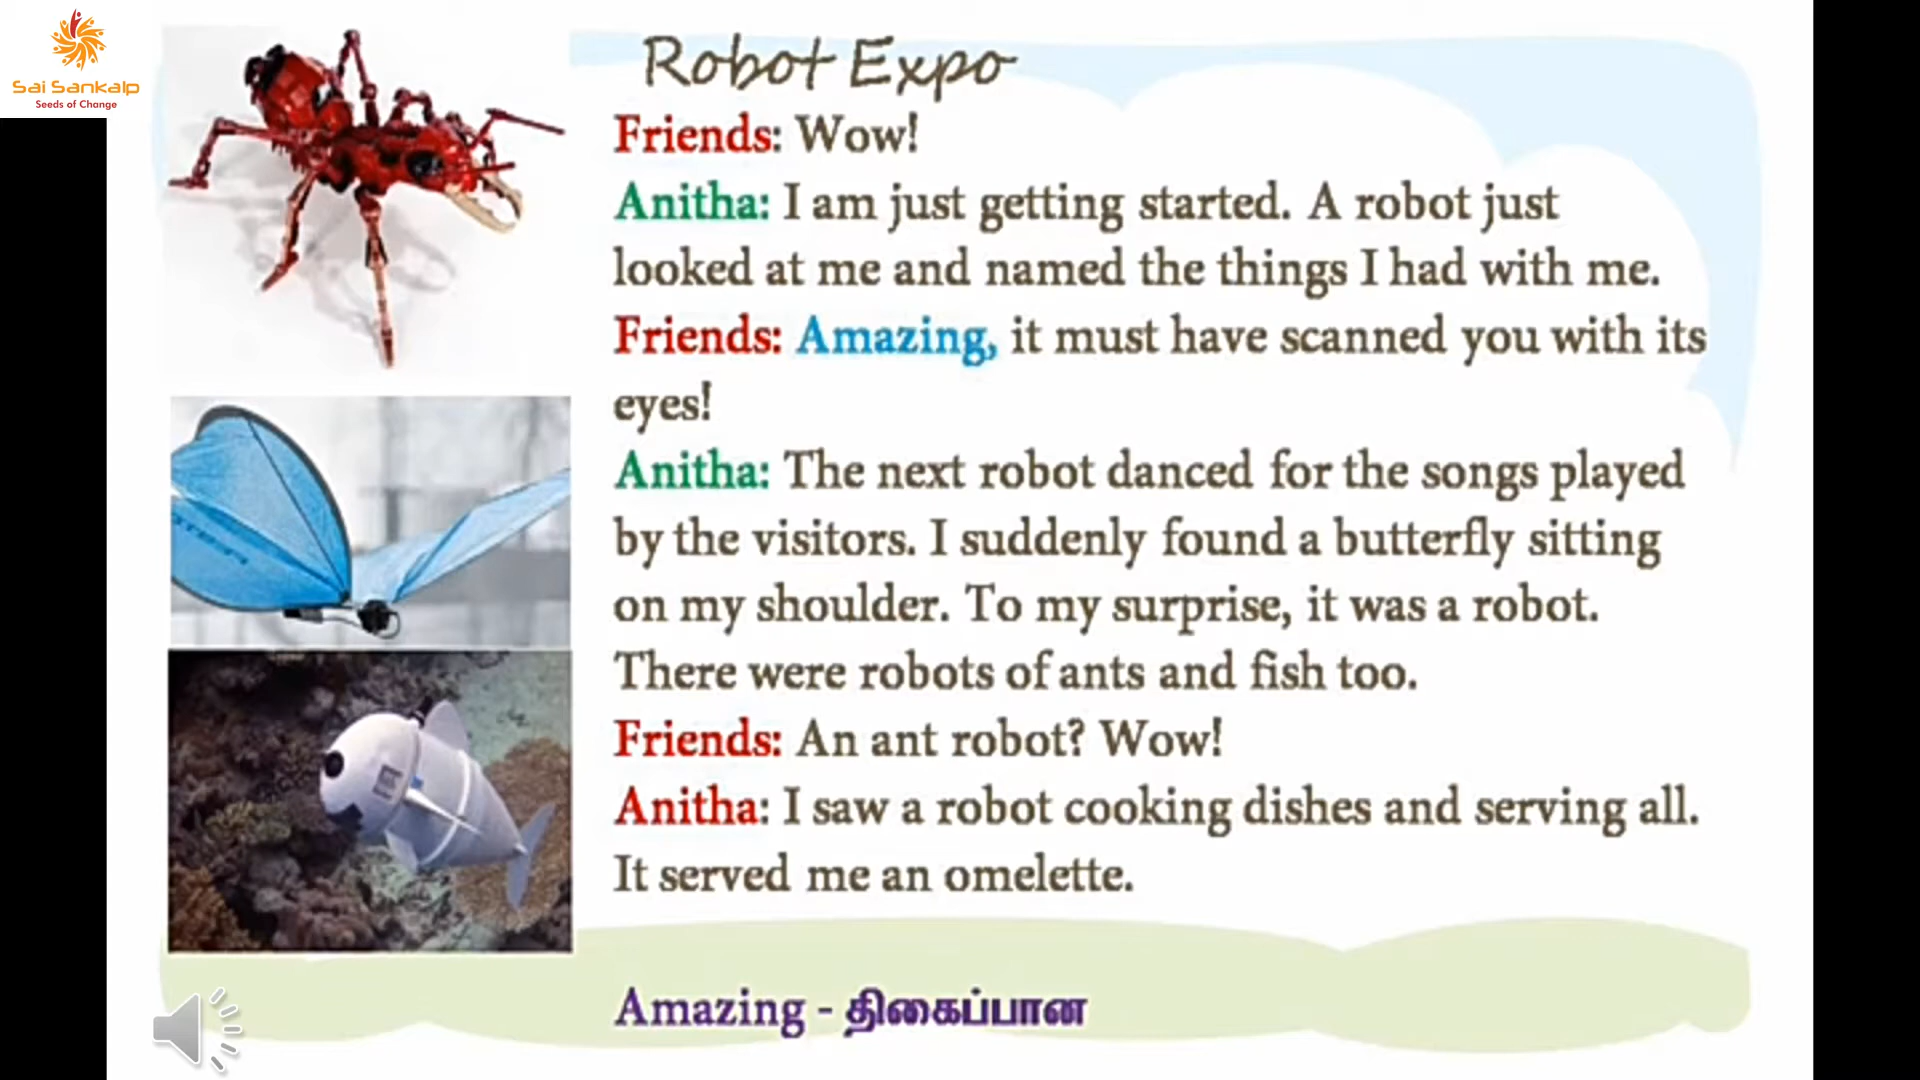 Sai Sankalp
Seeds of Change
Robot Expo
Friends: Wow!
Anitha: I am just getting started. A robot just
looked at me and named the things I had with me.
Friends: Amazing, it must have scanned you with its
eyes!
Anitha: The next robot danced for the songs played
by the visitors. I suddenly found a butterfly sitting
on my shoulder. To my surprise, it was a robot.
There were robots of ants and fish too.
Friends: An ant robot? Wow!
Anitha: I saw a robot cooking dishes and serving all.
It served me an omelette.
Amazing - திகைப்பான